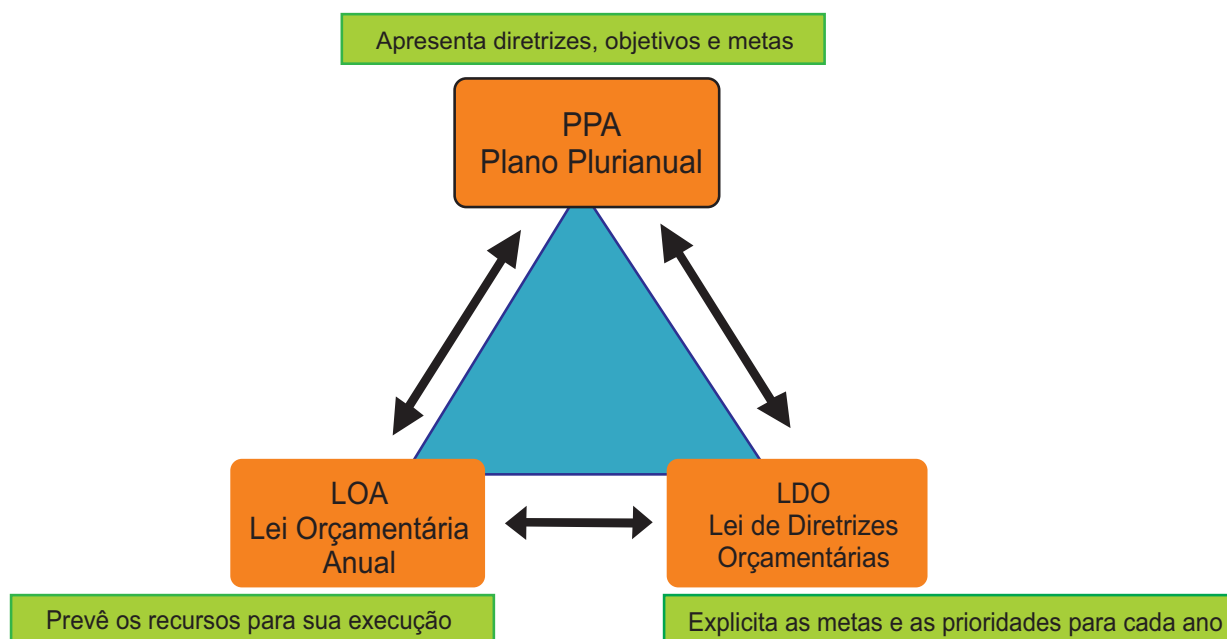 Apresenta diretrizes, objetivos e metas
PPA
Plano Plurianual
LOA
Lei Orçamentária
Anual
LDO
Lei de Diretrizes
Orçamentárias
Prevê os recursos para sua execução
Explicita as metas e as prioridades para cada ano